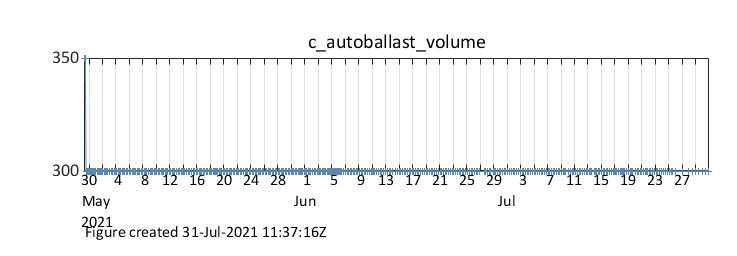 c_autoballast_volume
350
300
30 4 8 12 16 20 24 28 1 5 9 13 17 21 25 29 3 7 11 15 19 23 27
May Jun Jul
2021
Figure created 31-Jul-2021 11:37:16Z